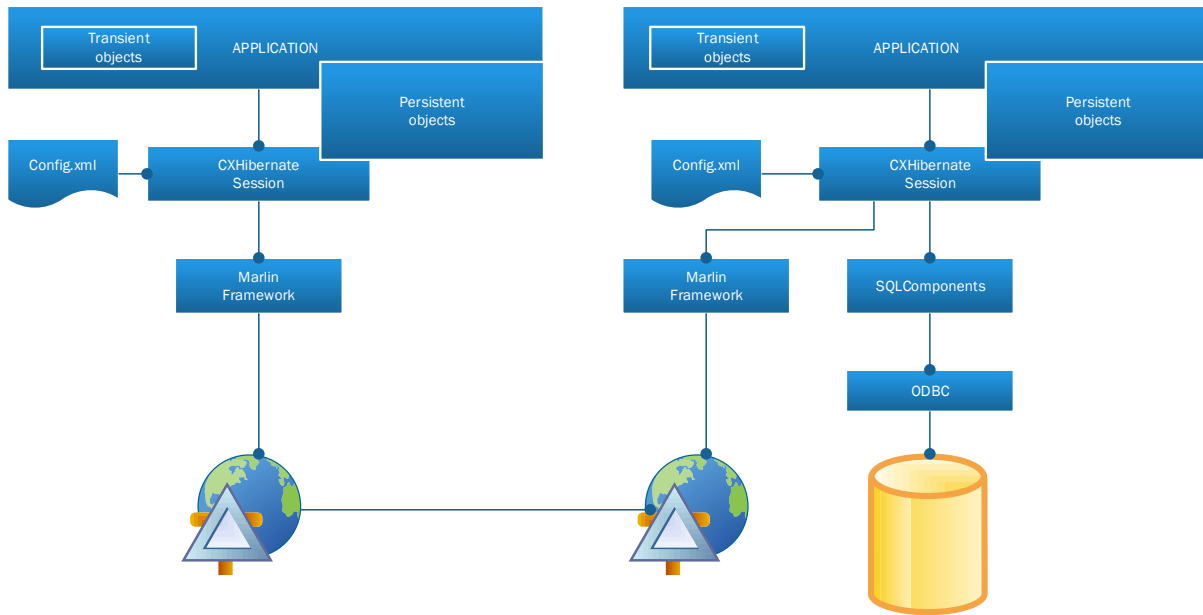 Transient
objects
APPLICATION
Persistent
objects
Config.xml
CXHibernate
Session
Marlin
Framework
Transient
objects
APPLICATION
Persistent
objects
Config.xml
CXHibernate
Session
Marlin
Framework
SQLComponents
ODBC